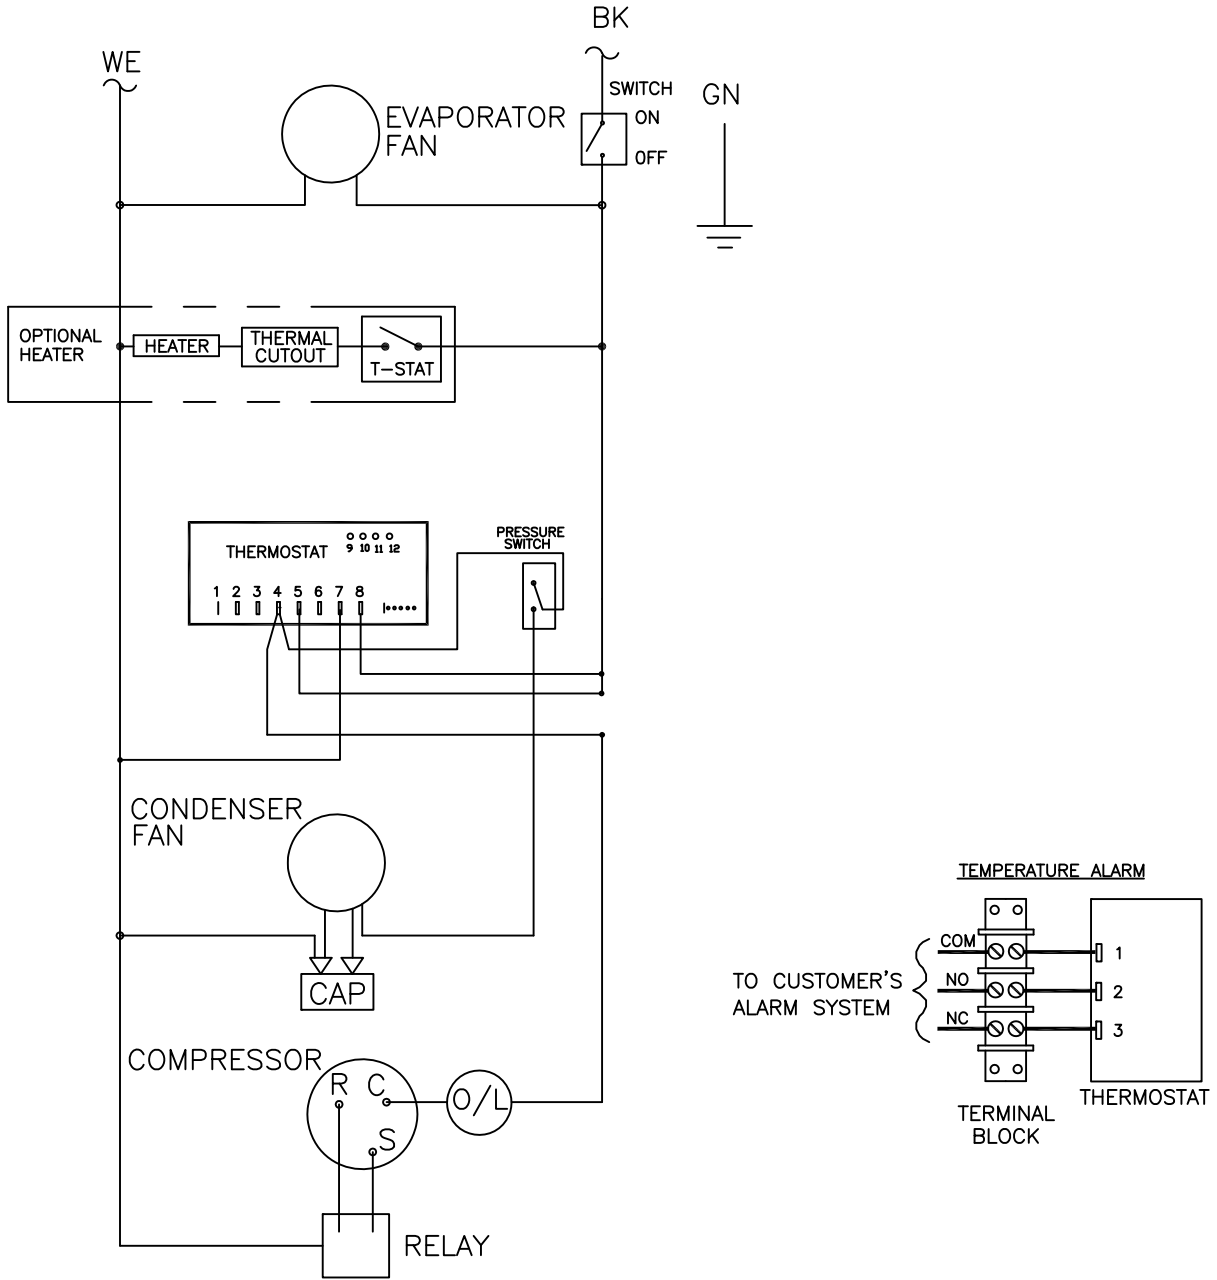 BK
WE
SWITCH
GN
ON
EVAPORATOR
FAN
OFF
OPTIONAL
HEATER
HEATER
THERMAL
CUTOUT
T-STAT
PRESSURE
SWITCH
THERMOSTAT
9 10 11 12
1 2 3 4 5 6 7 8
CONDENSER
FAN
CAP
TEMPERATURE ALARM
COM
1
TO CUSTOMER'S
ALARM SYSTEM
NO
2
NC
3
THERMOSTAT
TERMINAL
BLOCK
COMPRESSOR
R C
O/L
S
RELAY